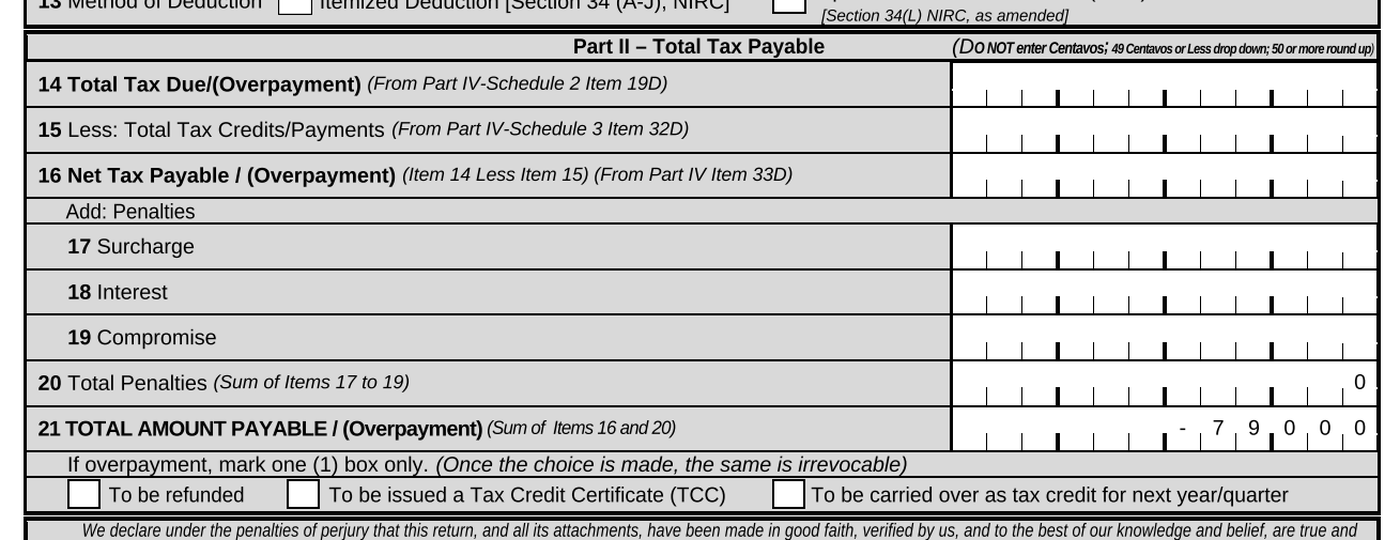 13 Method of Deduction Itemized Deduction [Section 34 (A-J), NIRC]
[Section 34(L) NIRC, as amended]
Part II – Total Tax Payable (Do NOT enter Centavos; 49 Centavos or Less drop down; 50 or more round up)
14 Total Tax Due/(Overpayment) (From Part IV-Schedule 2 Item 19D)
15 Less: Total Tax Credits/Payments (From Part IV-Schedule 3 Item 32D)
16 Net Tax Payable / (Overpayment) (Item 14 Less Item 15) (From Part IV Item 33D)
Add: Penalties
17 Surcharge
18 Interest
19 Compromise
20 Total Penalties (Sum of Items 17 to 19) 0
21 TOTAL AMOUNT PAYABLE / (Overpayment) (Sum of Items 16 and 20) - 7 9 0 0 0
If overpayment, mark one (1) box only. (Once the choice is made, the same is irrevocable)
To be refunded To be issued a Tax Credit Certificate (TCC) To be carried over as tax credit for next year/quarter
We declare under the penalties of perjury that this return, and all its attachments, have been made in good faith, verified by us, and to the best of our knowledge and belief, are true and